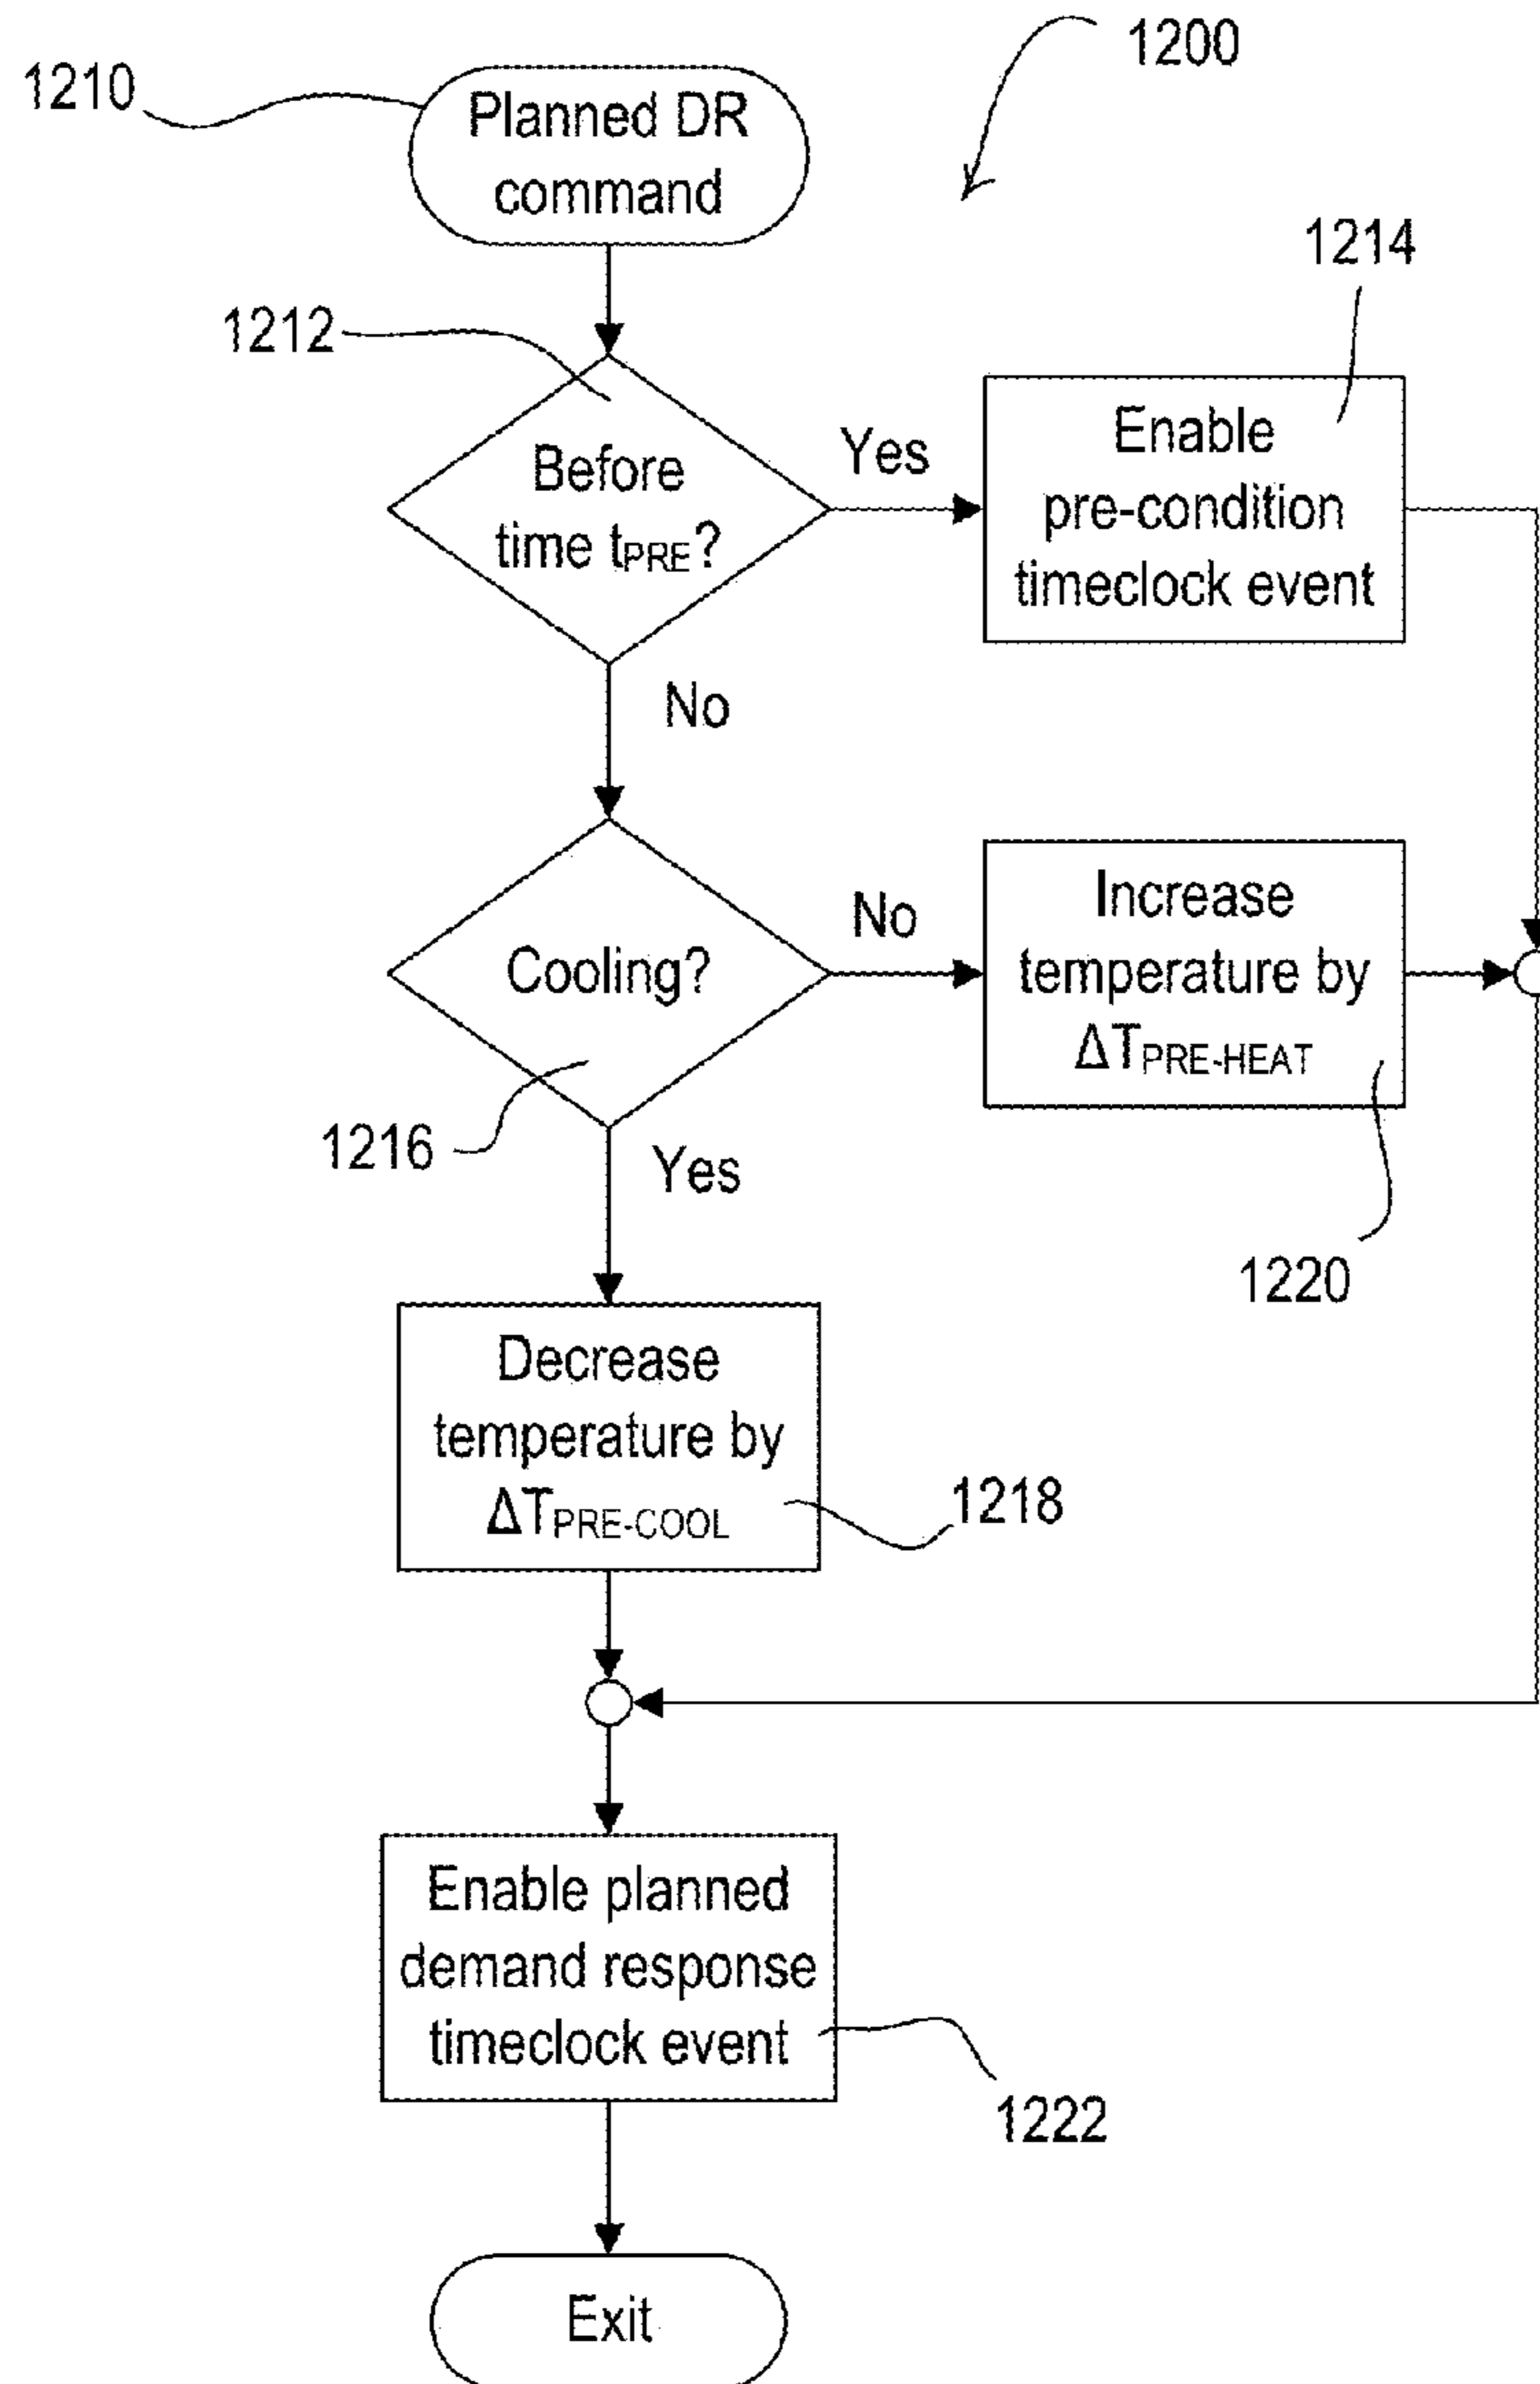 1200
1210
Planned DR
command
1214
1212
Before
time tPRE?
Yes
Enable
pre-condition
timeclock event
No
Cooling?
No
Increase
temperature by
ΔTPRE-HEAT
1216
Yes
1220
Decrease
temperature by
ΔTPRE-COOL
1218
Enable planned
demand response
timeclock event
1222
Exit